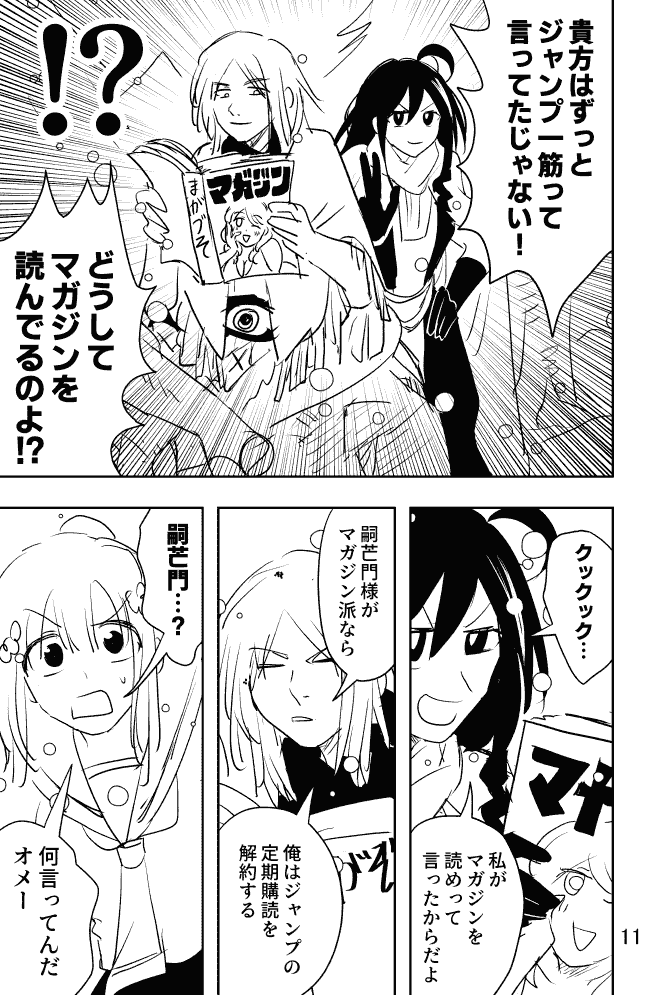 貴方はずっと
ジャンプ一筋って
言ってたじゃない！
!?
マガジン
まがづそ
どうして
マガジンを
読んでるのよ!?
クックック…
私が
マガジンを
読めって
言ったからだよ
マガ
嗣芒門様が
マガジン派なら
俺はジャンプの
定期購読を
解約する
づそ
嗣芒門…?
何言ってんだ
オメー
11